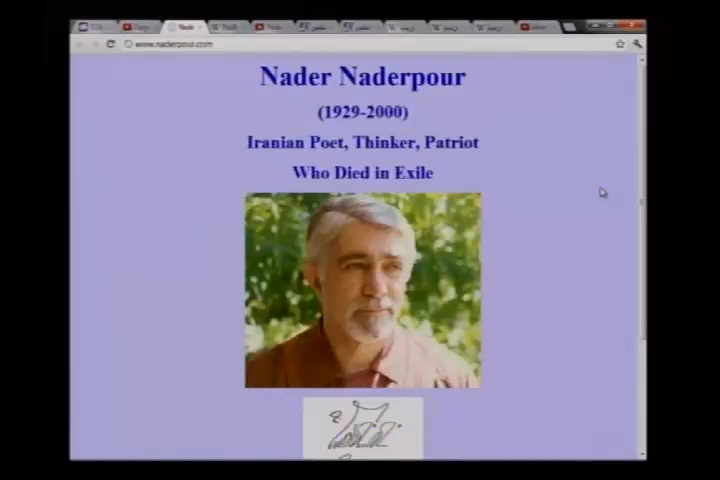 www.naderpour.com
Nader Naderpour
(1929-2000)
Iranian Poet, Thinker, Patriot
Who Died in Exile